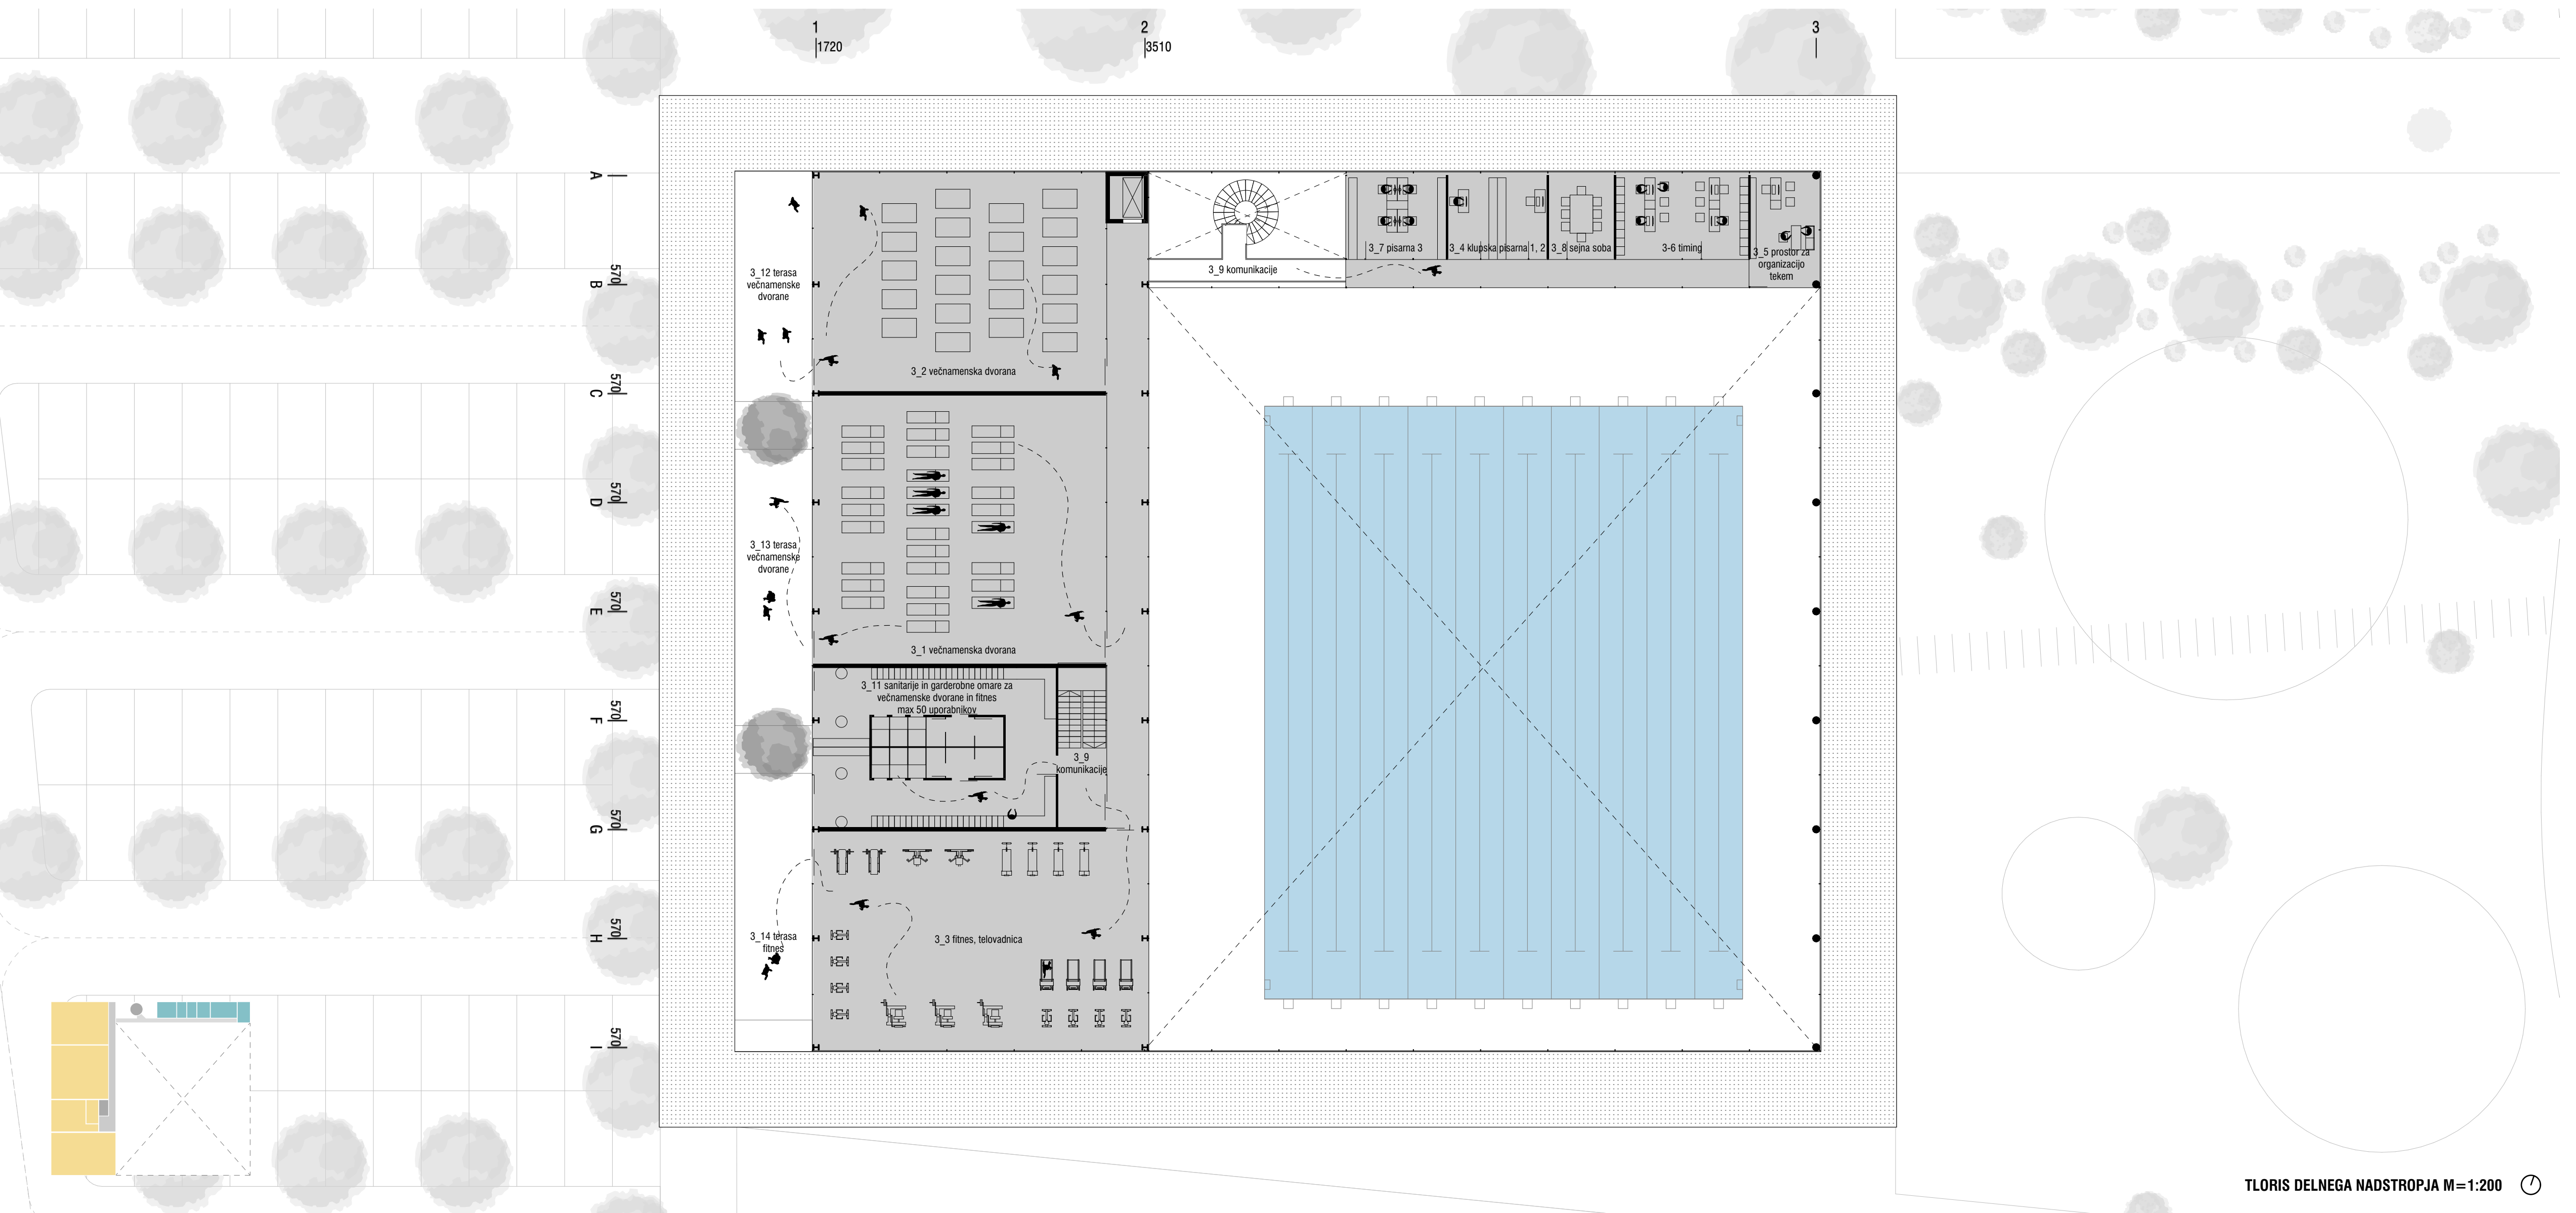 1
2
3
1720
3510
A
570
B
570
C
570
D
570
E
570
F
570
G
570
H
570
I
3_7 pisarna 3
3_4 klupska pisarna 1, 2
3_8 sejna soba
3-6 timing
3_5 prostor za
organizacijo
tekem
3_9 komunikacije
3_12 terasa
večnamenske
dvorane
3_2 večnamenska dvorana
3_13 terasa
večnamenske
dvorane
3_1 večnamenska dvorana
3_11 sanitarije in garderobne omare za
večnamenske dvorane in fitnes
max 50 uporabnikov
3_9
komunikacije
3_14 terasa
fitnes
3_3 fitnes, telovadnica
TLORIS DELNEGA NADSTROPJA M=1:200